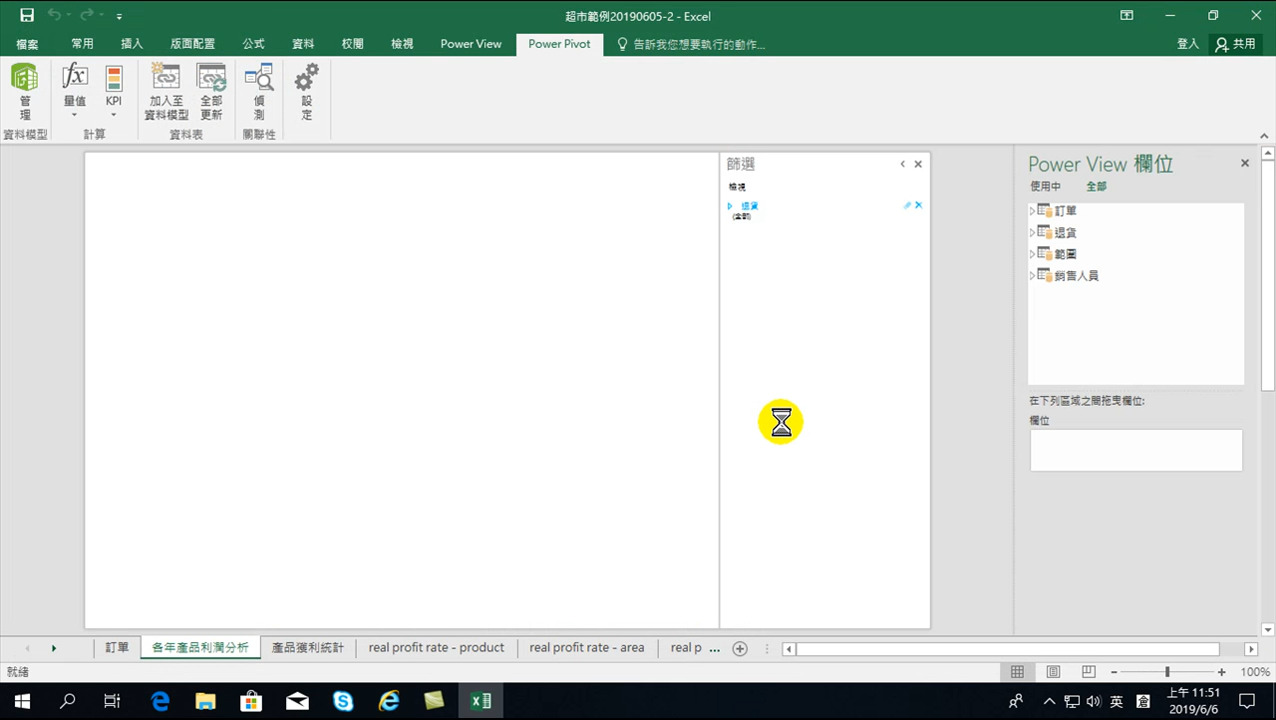 超市範例20190605-2 - Excel
檔案 常用 插入 版面配置 公式 資料 校閱 檢視 Power View Power Pivot 告訴我您想要執行的動作... 登入 共用
管理
量值
KPI
加入至
資料模型
全部
更新
偵測
設定
資料模型 計算 資料表 關聯性
篩選
檢視
退貨
(全部)
Power View 欄位
使用中 全部
訂單
退貨
範圍
銷售人員
在下列區域之間拖曳欄位:
欄位
訂單 各年產品利潤分析 產品獲利統計 real profit rate - product real profit rate - area real p ...
就緒 100%
英 倉 上午 11:51
2019/6/6